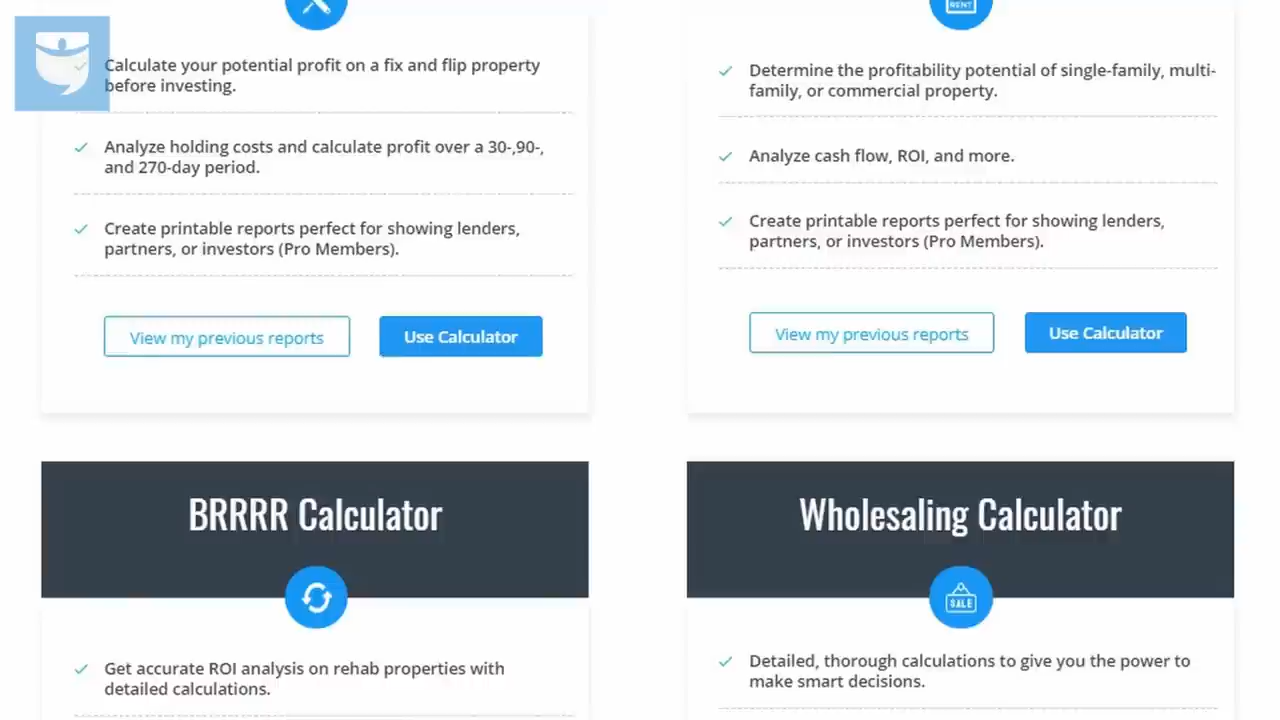 RENT
Calculate your potential profit on a fix and flip property
before investing.
Analyze holding costs and calculate profit over a 30-,90-,
and 270-day period.
Create printable reports perfect for showing lenders,
partners, or investors (Pro Members).
View my previous reports
Use Calculator
Determine the profitability potential of single-family, multi-
family, or commercial property.
Analyze cash flow, ROI, and more.
Create printable reports perfect for showing lenders,
partners, or investors (Pro Members).
View my previous reports
Use Calculator
BRRRR Calculator
Get accurate ROI analysis on rehab properties with
detailed calculations.
Wholesaling Calculator
SALE
Detailed, thorough calculations to give you the power to
make smart decisions.